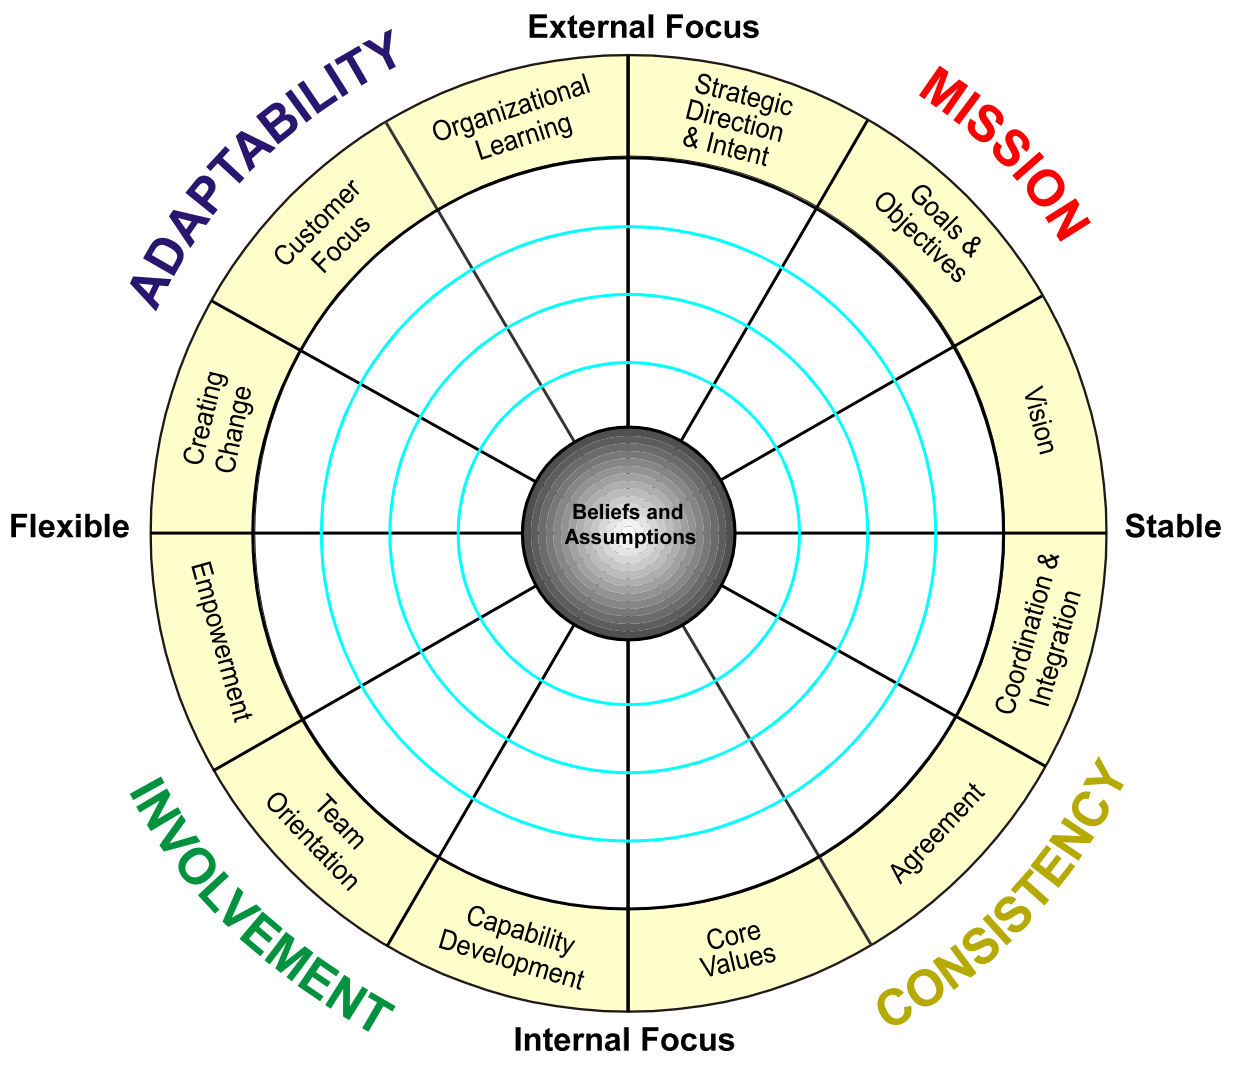 External Focus
ADAPTABILITY
MISSION
Organizational
Learning
Strategic
Direction
& Intent
Customer
Focus
Goals &
Objectives
Creating
Change
Vision
Flexible
Beliefs and
Assumptions
Stable
Empowerment
Coordination &
Integration
Team
Orientation
Agreement
Capability
Development
Core
Values
INVOLVEMENT
CONSISTENCY
Internal Focus